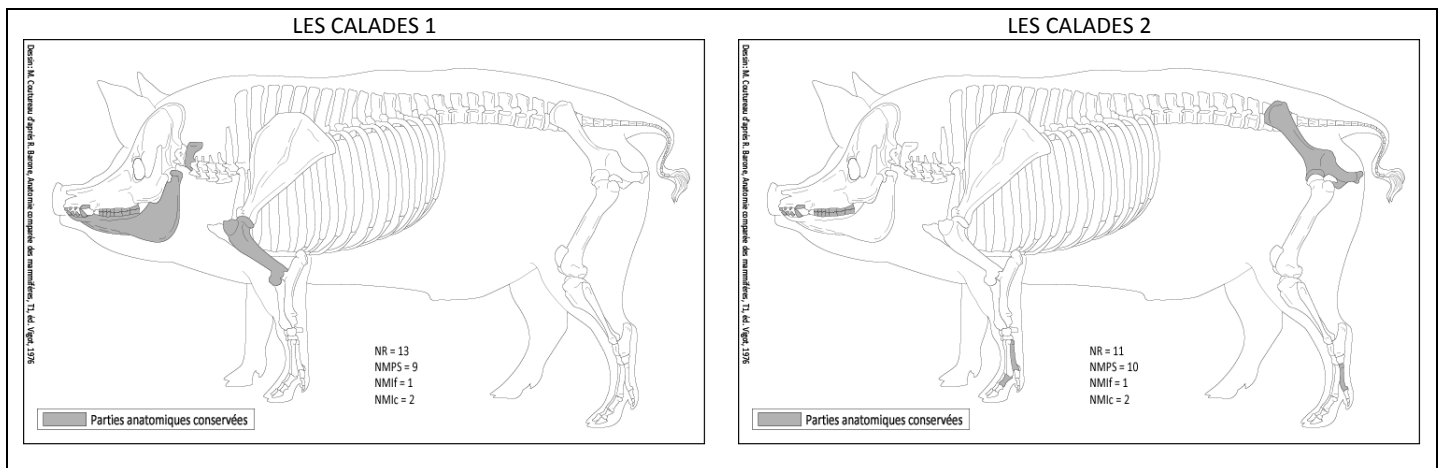 LES CALADES 1
Dessin: M. Coutureau d'après R. Barone, Anatomie comparée des mammifères, T1, éd. Vigot, 1976
NR = 13
NMPS = 9
NMIf = 1
NMIc = 2
Parties anatomiques conservées
LES CALADES 2
Dessin: M. Coutureau d'après R. Barone, Anatomie comparée des mammifères, T1, éd. Vigot, 1976
NR = 11
NMPS = 10
NMIf = 1
NMIc = 2
Parties anatomiques conservées